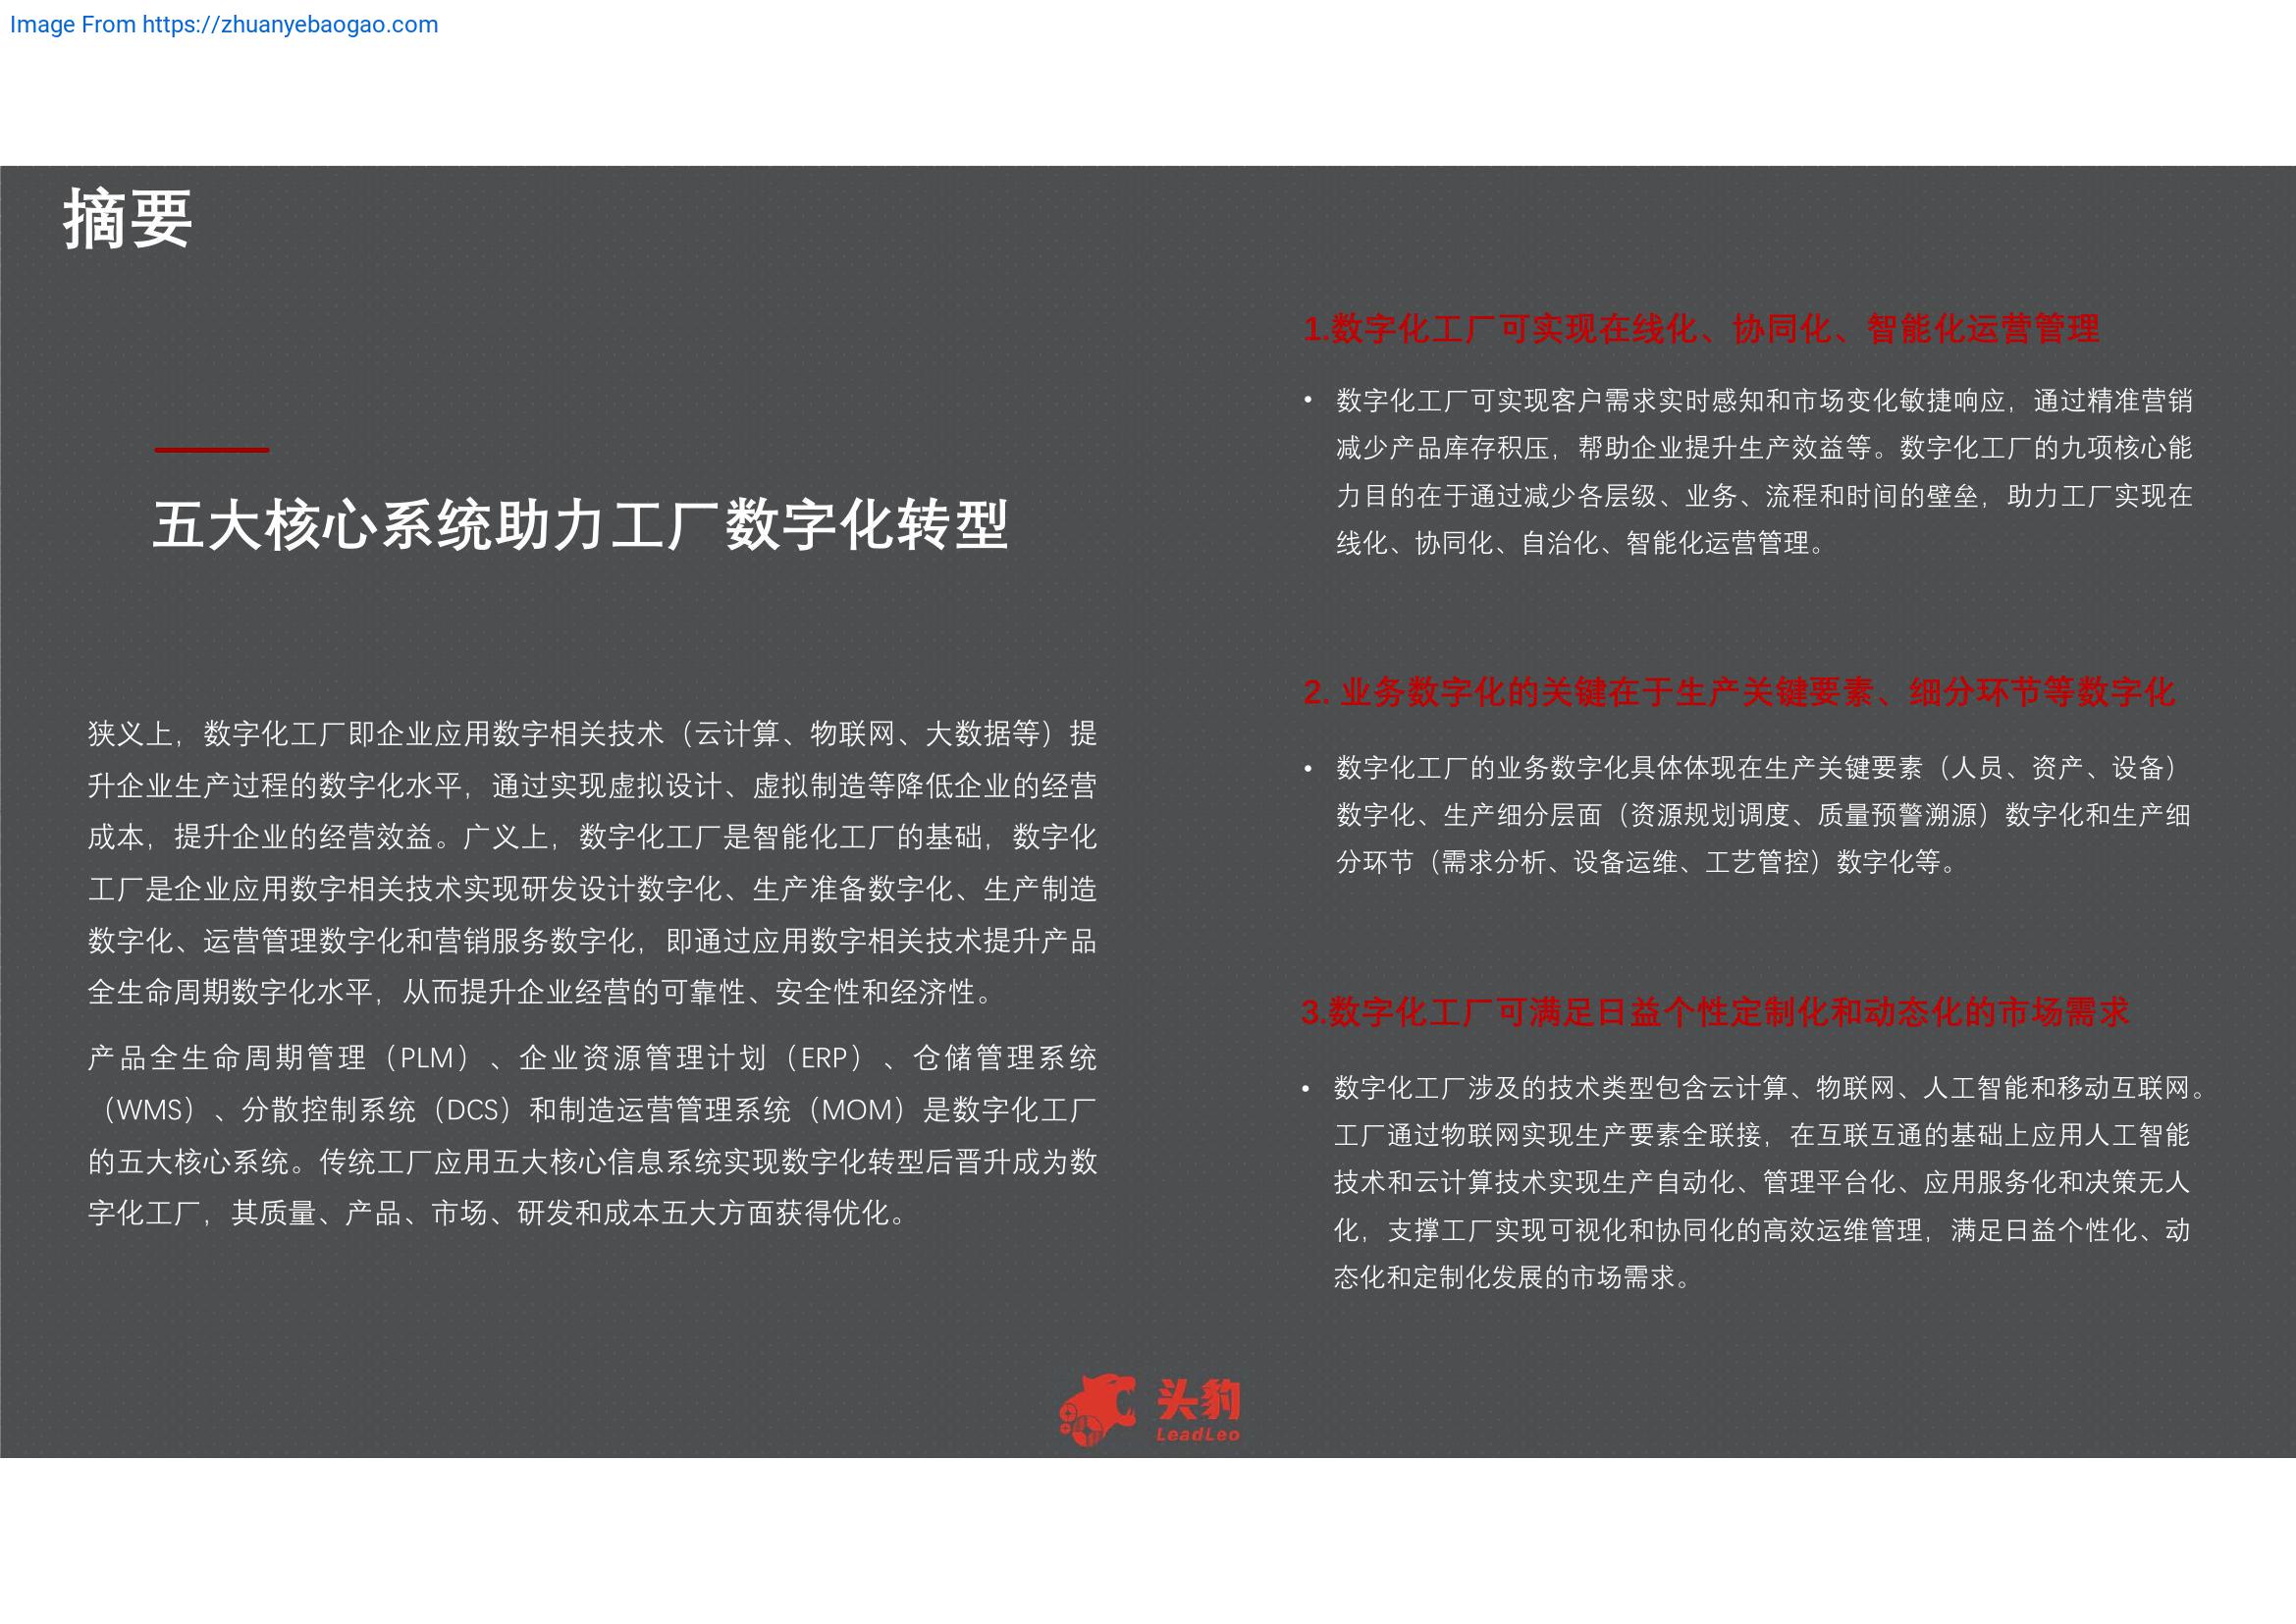 Image From https://zhuanyebaogao.com
摘要
五大核心系统助力工厂数字化转型
狭义上，数字化工厂即企业应用数字相关技术（云计算、物联网、大数据等）提
升企业生产过程的数字化水平，通过实现虚拟设计、虚拟制造等降低企业的经营
成本，提升企业的经营效益。广义上，数字化工厂是智能化工厂的基础，数字化
工厂是企业应用数字相关技术实现研发设计数字化、生产准备数字化、生产制造
数字化、运营管理数字化和营销服务数字化，即通过应用数字相关技术提升产品
全生命周期数字化水平，从而提升企业经营的可靠性、安全性和经济性。
产品全生命周期管理（PLM）、企业资源管理计划（ERP）、仓储管理系统
（WMS）、分散控制系统（DCS）和制造运营管理系统（MOM）是数字化工厂
的五大核心系统。传统工厂应用五大核心信息系统实现数字化转型后晋升成为数
字化工厂，其质量、产品、市场、研发和成本五大方面获得优化。
1.数字化工厂可实现在线化、协同化、智能化运营管理
• 数字化工厂可实现客户需求实时感知和市场变化敏捷响应，通过精准营销
减少产品库存积压，帮助企业提升生产效益等。数字化工厂的九项核心能
力目的在于通过减少各层级、业务、流程和时间的壁垒，助力工厂实现在
线化、协同化、自治化、智能化运营管理。
2. 业务数字化的关键在于生产关键要素、细分环节等数字化
• 数字化工厂的业务数字化具体体现在生产关键要素（人员、资产、设备）
数字化、生产细分层面（资源规划调度、质量预警溯源）数字化和生产细
分环节（需求分析、设备运维、工艺管控）数字化等。
3.数字化工厂可满足日益个性定制化和动态化的市场需求
• 数字化工厂涉及的技术类型包含云计算、物联网、人工智能和移动互联网。
工厂通过物联网实现生产要素全联接，在互联互通的基础上应用人工智能
技术和云计算技术实现生产自动化、管理平台化、应用服务化和决策无人
化，支撑工厂实现可视化和协同化的高效运维管理，满足日益个性化、动
态化和定制化发展的市场需求。
头豹
LeadLeo